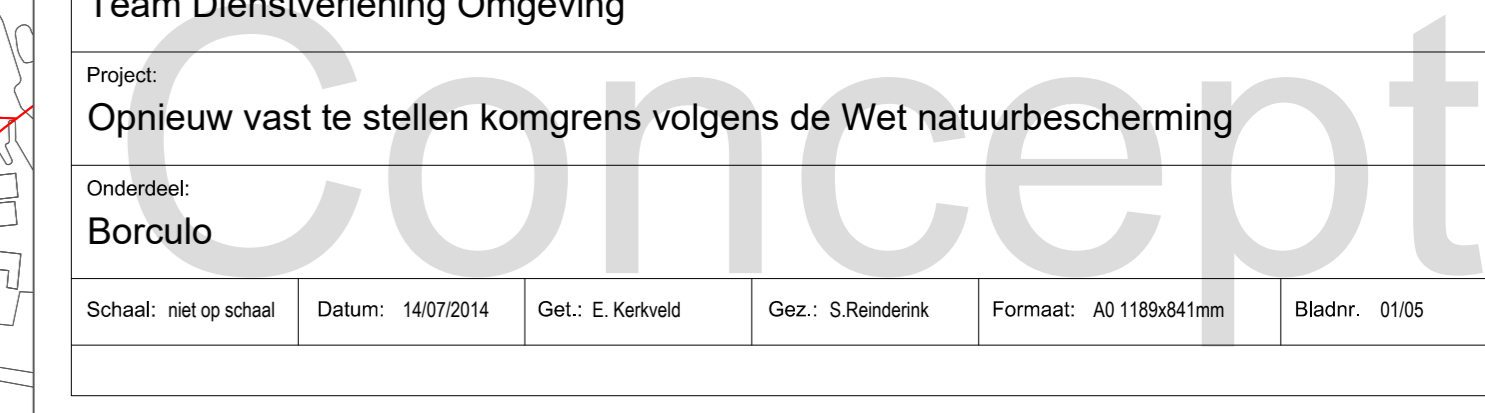 Team Dienstverlening Omgeving
Project:
Opnieuw vast te stellen komgrens volgens de Wet natuurbescherming
Onderdeel:
Borculo
Schaal: niet op schaal Datum: 14/07/2014 Get.: E. Kerkveld Gez.: S.Reinderink Formaat: A0 1189x841mm Bladnr. 01/05
Concept